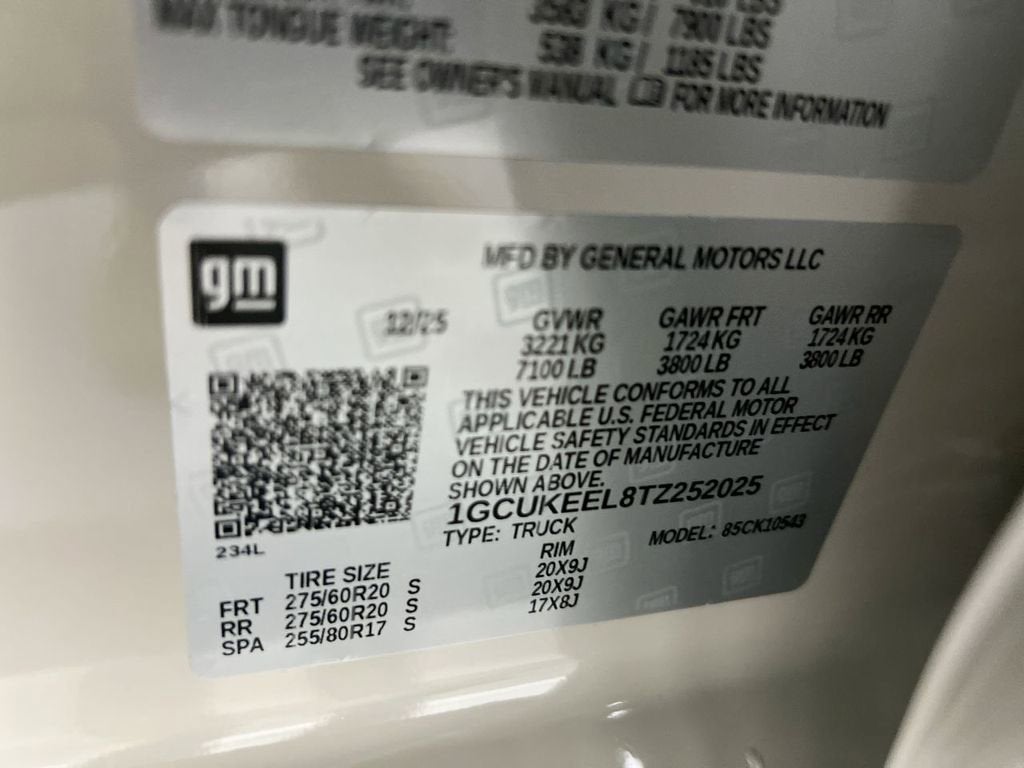 MAX TONGUE WEIGHT:
3583 KG/ 7900 LBS
538 KG/ 1185 LBS
SEE OWNER'S MANUAL FOR MORE INFORMATION
gm
MFD BY GENERAL MOTORS LLC
12/25
GVWR GAWR FRT GAWR RR
3221 KG 1724 KG 1724 KG
7100 LB 3800 LB 3800 LB
THIS VEHICLE CONFORMS TO ALL
APPLICABLE U.S. FEDERAL MOTOR
VEHICLE SAFETY STANDARDS IN EFFECT
ON THE DATE OF MANUFACTURE
SHOWN ABOVE.
1GCUKEEL8TZ252025
TYPE: TRUCK MODEL: 85CK10543
234L
TIRE SIZE RIM
FRT 275/60R20 S 20X9J
RR 275/60R20 S 20X9J
SPA 255/80R17 S 17X8J